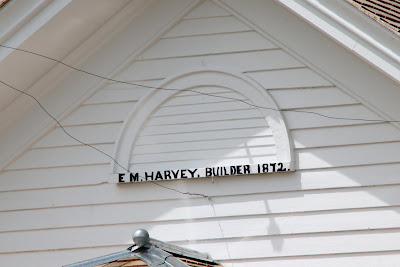 E M. HARVEY, BUILDER 1872.